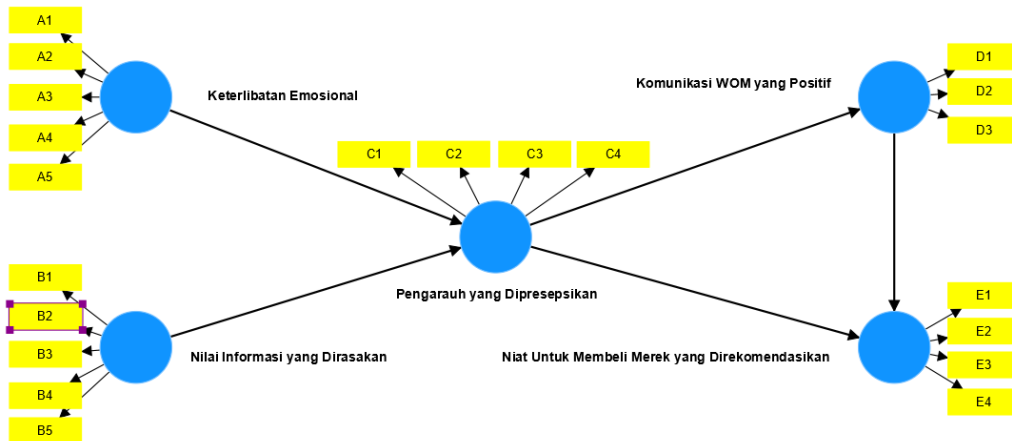 A1
A2
A3
A4
A5
Keterlibatan Emosional
Komunikasi WOM yang Positif
D1
D2
D3
C1
C2
C3
C4
Pengarauh yang Dipresepsikan
B1
B2
B3
B4
B5
Nilai Informasi yang Dirasakan
Niat Untuk Membeli Merek yang Direkomendasikan
E1
E2
E3
E4